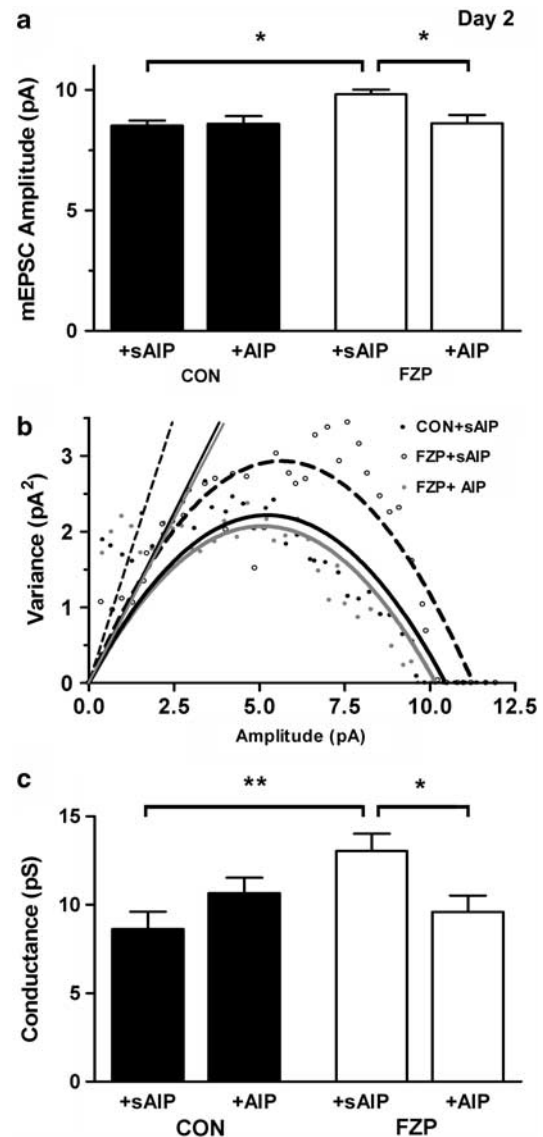 a
Day 2
*
*
mEPSC Amplitude (pA)
10
5
0
+sAIP
+AIP
+sAIP
+AIP
CON
FZP
b
CON+sAIP
FZP+sAIP
FZP+ AIP
Variance (pA²)
3
2
1
0
0.0
2.5
5.0
7.5
10.0
12.5
Amplitude (pA)
c
**
*
Conductance (pS)
15
10
5
0
+sAIP
+AIP
+sAIP
+AIP
CON
FZP